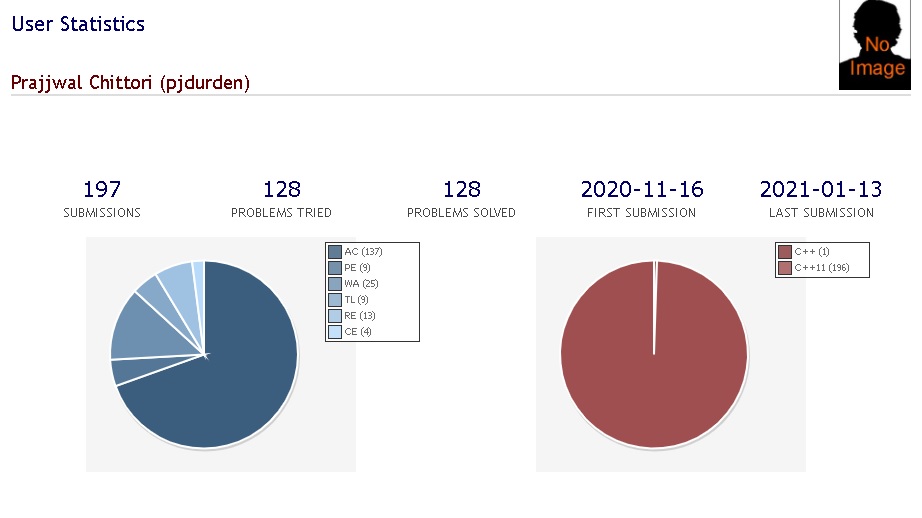 User Statistics
No
Image
Prajjwal Chittori (pjdurden)
197
SUBMISSIONS
128
PROBLEMS TRIED
128
PROBLEMS SOLVED
2020-11-16
FIRST SUBMISSION
2021-01-13
LAST SUBMISSION
AC (137)
PE (9)
WA (25)
TL (9)
RE (13)
CE (4)
C++ (1)
C++11 (196)